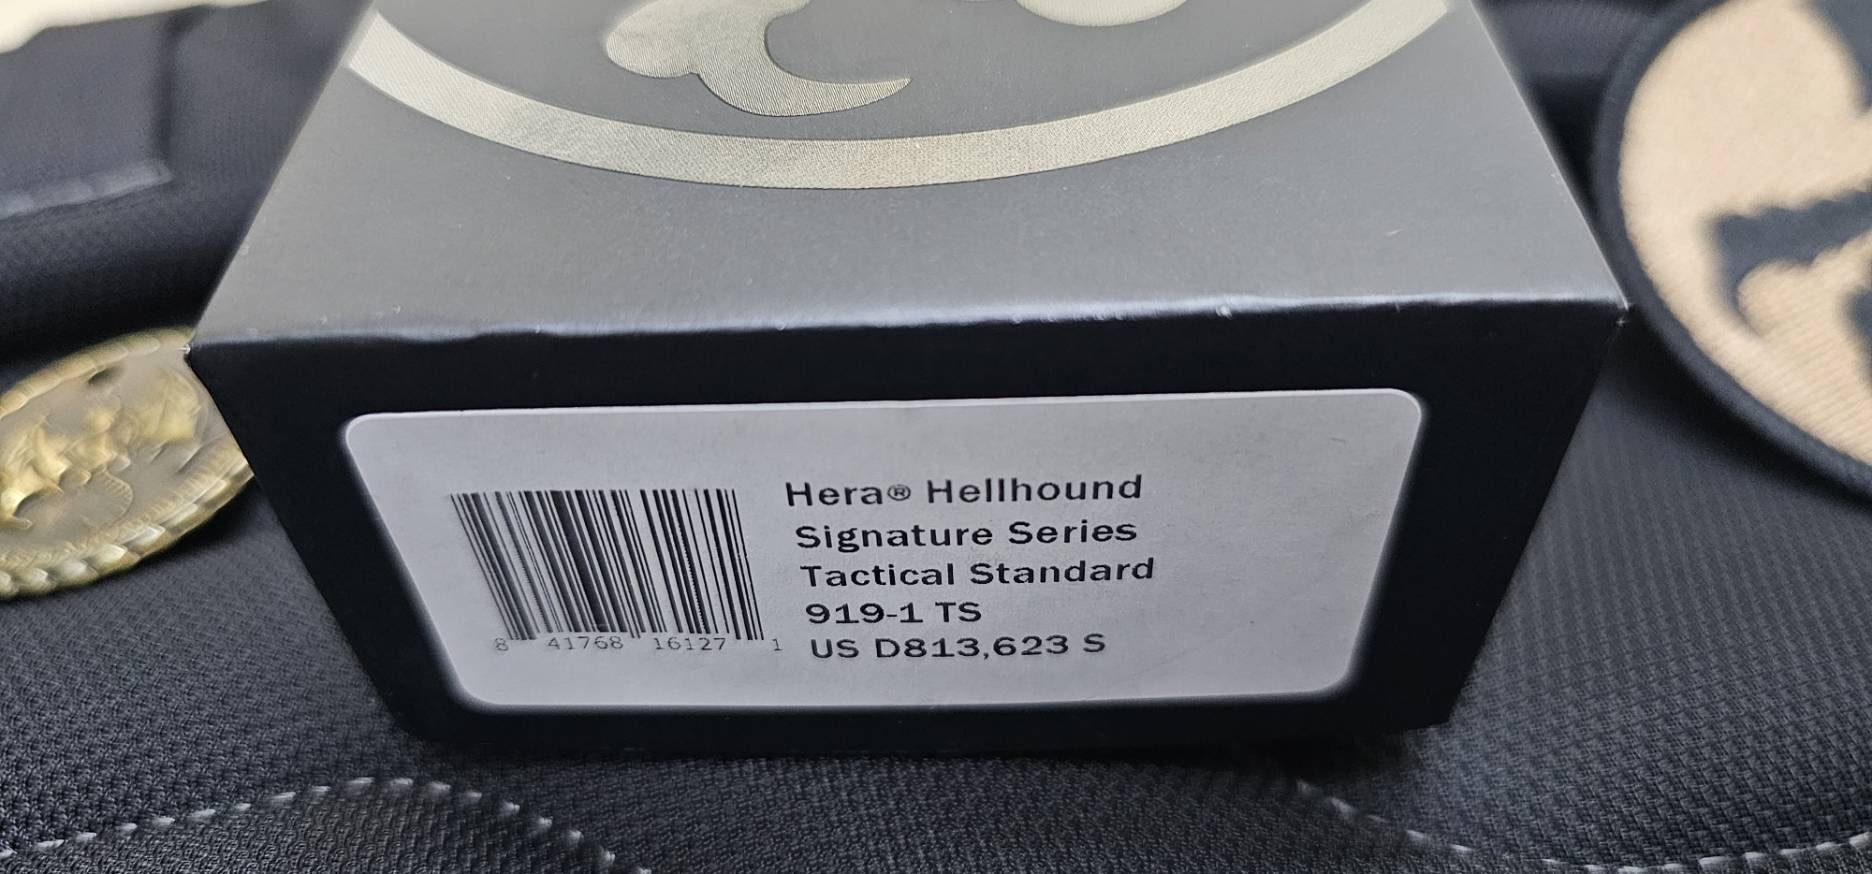 Hera® Hellhound
Signature Series
Tactical Standard
919-1 TS
US D813,623 S
8 41768 16127 1